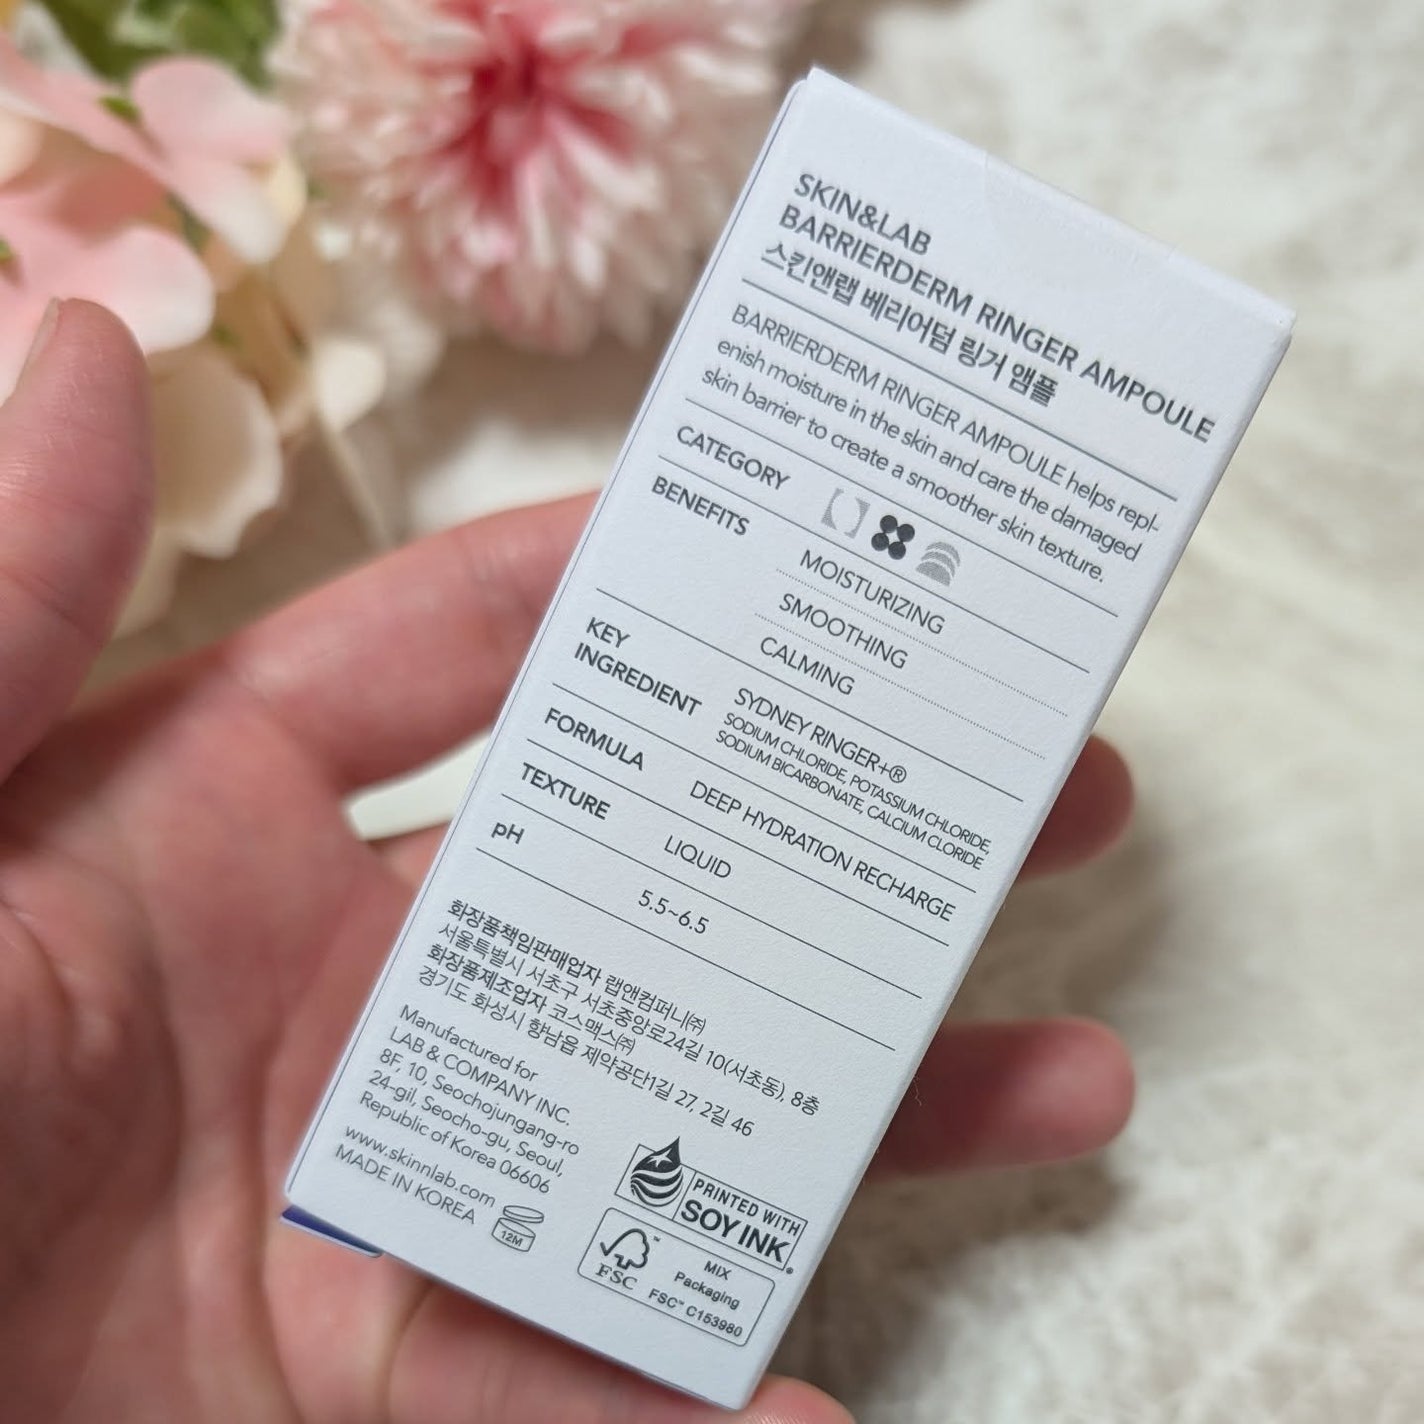 SKIN&LAB
BARRIERDERM RINGER AMPOULE
스킨앤랩 베리어덤 링거 앰플
BARRIERDERM RINGER AMPOULE helps repl-
enish moisture in the skin and care the damaged
skin barrier to create a smoother skin texture.
CATEGORY
BENEFITS
MOISTURIZING
SMOOTHING
CALMING
KEY
INGREDIENT
SYDNEY RINGER+®
SODIUM CHLORIDE, POTASSIUM CHLORIDE,
SODIUM BICARBONATE, CALCIUM CLORIDE
FORMULA
DEEP HYDRATION RECHARGE
TEXTURE
LIQUID
pH
5.5~6.5
화장품책임판매업자 랩앤컴퍼니㈜
서울특별시 서초구 서초중앙로24길 10(서초동), 8층
화장품제조업자 코스맥스㈜
경기도 화성시 향남읍 제약공단1길 27, 2길 46
Manufactured for
LAB & COMPANY INC.
8F, 10, Seochojungang-ro
24-gil, Seocho-gu, Seoul,
Republic of Korea 06606
www.skinnlab.com
MADE IN KOREA
12M
PRINTED WITH
SOY INK®
FSC™
MIX
Packaging
FSC™ C153980